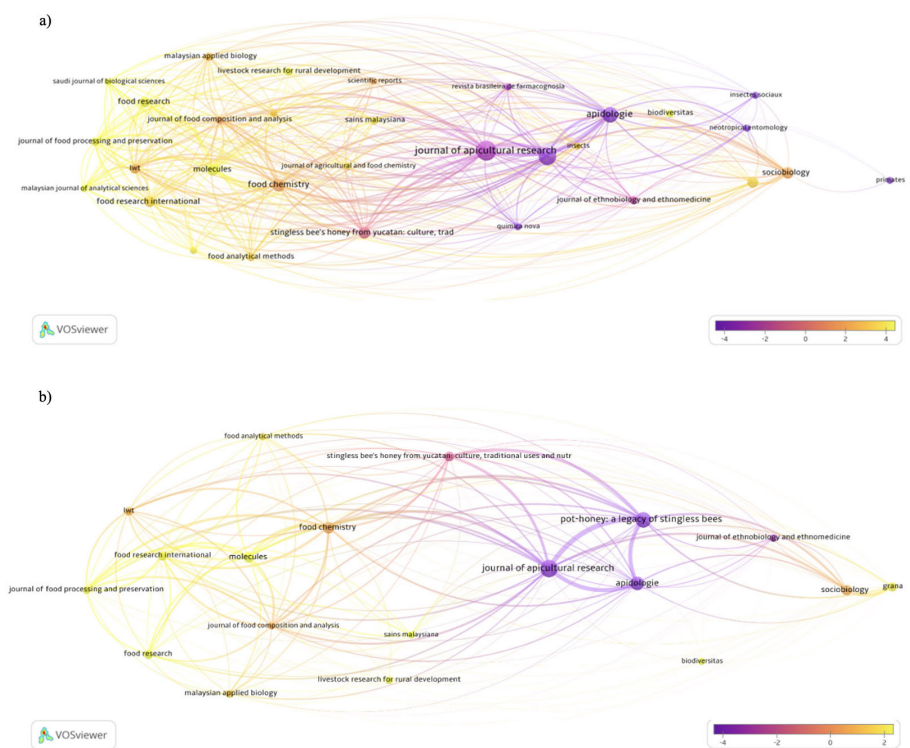 a)
malaysian applied biology
livestock research for rural development
saudi journal of biological sciences
scientific reports
revista brasileira de farmacognosia
insectes sociaux
food research
apidologie
biodiversitas
journal of food composition and analysis
sains malaysiana
neotropical entomology
journal of food processing and preservation
journal of apicultural research
insects
lwt
molecules
journal of agricultural and food chemistry
sociobiology
primates
malaysian journal of analytical sciences
food chemistry
food research international
journal of ethnobiology and ethnomedicine
stingless bee's honey from yucatan: culture, trad
quimica nova
food analytical methods
VOSviewer
-4 -2 0 2 4
b)
food analytical methods
stingless bee's honey from yucatan: culture, traditional uses and nutr
lwt
food chemistry
pot-honey: a legacy of stingless bees
journal of ethnobiology and ethnomedicine
food research international
molecules
journal of apicultural research
journal of food processing and preservation
apidologie
sociobiology
grana
journal of food composition and analysis
sains malaysiana
food research
biodiversitas
livestock research for rural development
malaysian applied biology
VOSviewer
-4 -2 0 2